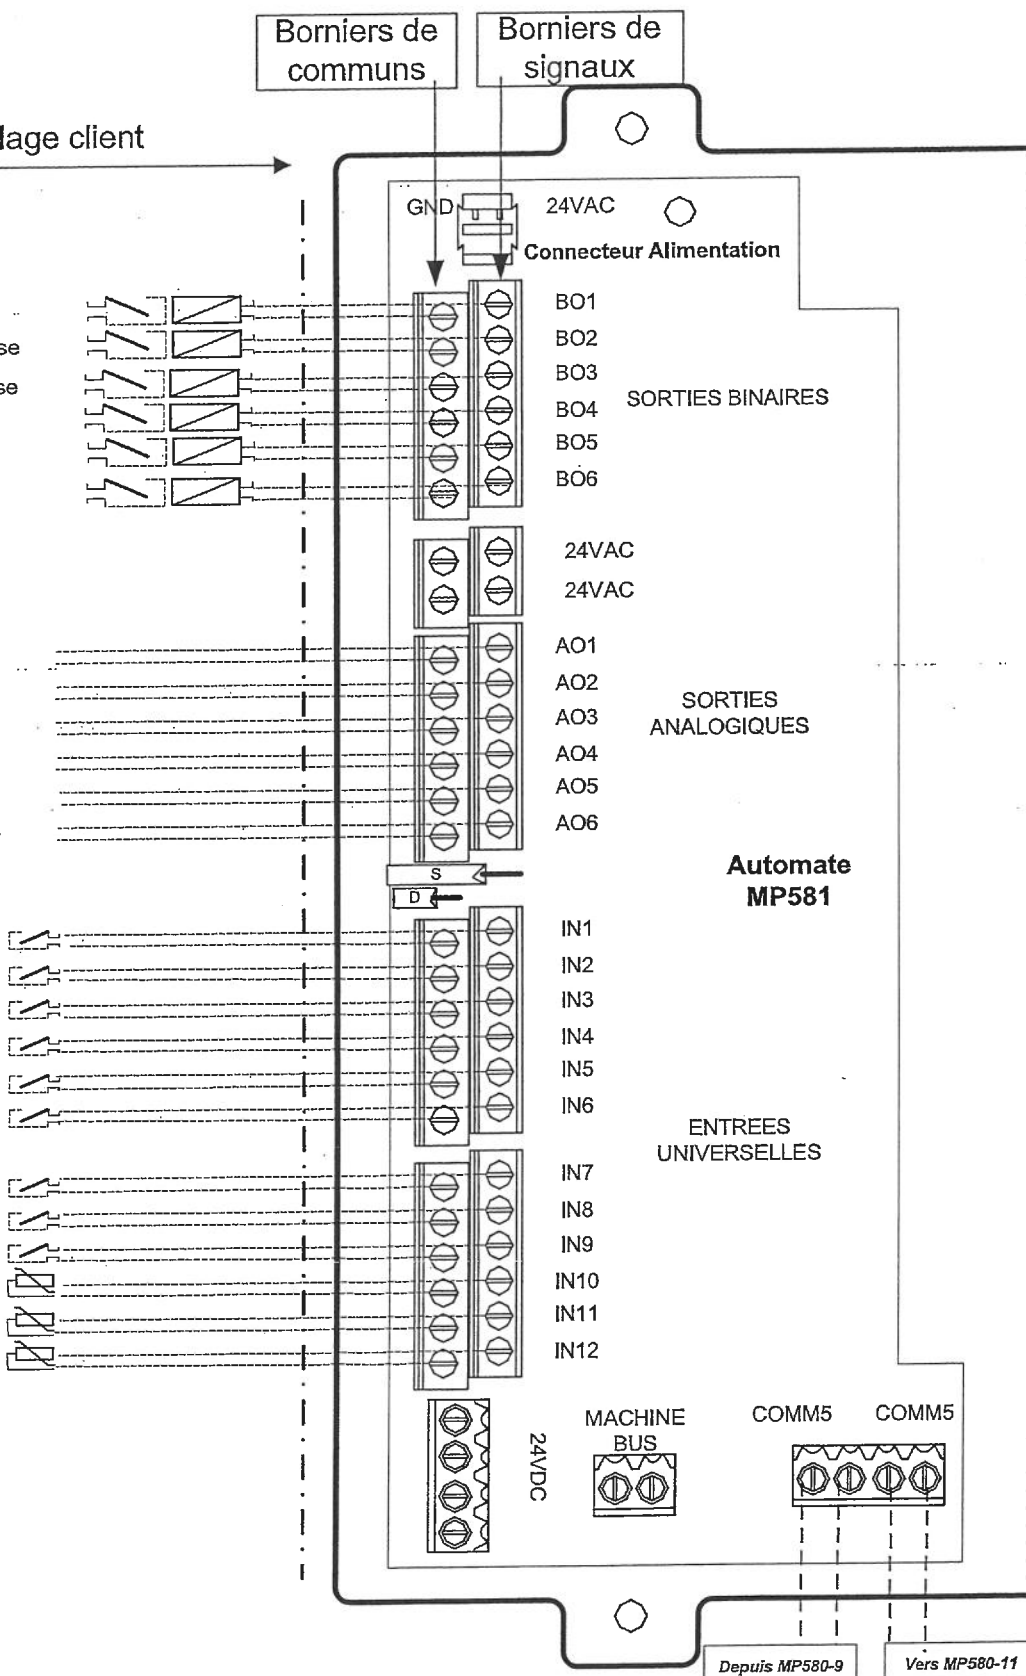 Borniers de
communs
Borniers de
signaux
lage client
GND
24VAC
Connecteur Alimentation
BO1
BO2
se
BO3
se
SORTIES BINAIRES
BO4
BO5
BO6
24VAC
24VAC
AO1
AO2
SORTIES
ANALOGIQUES
AO3
AO4
AO5
AO6
Automate
MP581
S
D
IN1
IN2
IN3
IN4
IN5
IN6
ENTREES
UNIVERSELLES
IN7
IN8
IN9
IN10
IN11
IN12
24VDC
MACHINE
BUS
COMM5
COMM5
Depuis MP580-9
Vers MP580-11